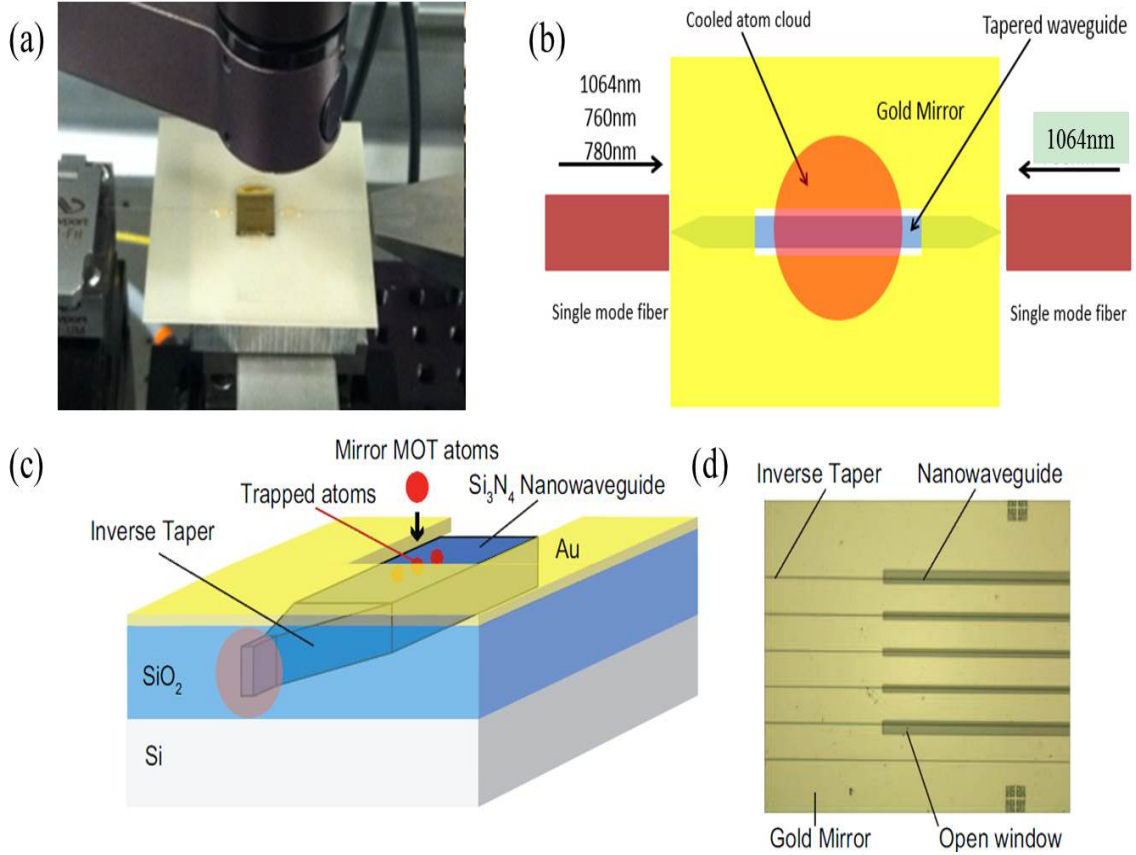 (a)
port
(b)
Cooled atom cloud
Tapered waveguide
1064nm
760nm
780nm
Gold Mirror
1064nm
Single mode fiber
Single mode fiber
(c)
Mirror MOT atoms
Trapped atoms
Si₃N₄ Nanowaveguide
Inverse Taper
Au
SiO₂
Si
(d)
Inverse Taper
Nanowaveguide
Gold Mirror
Open window